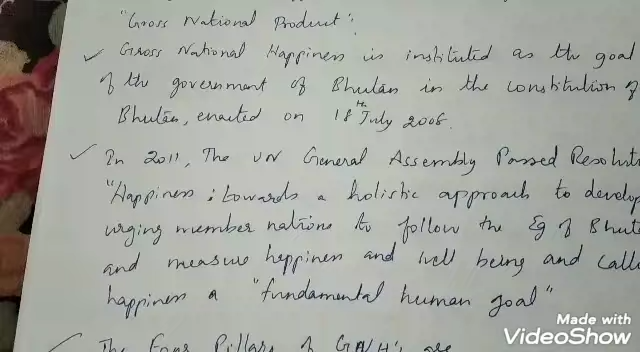 "Gross National Product".
✓ Gross National Happiness is instituted as the goal
of the government of Bhutan in the constitution of
Bhutan, enacted on 18th July 2008.
✓ In 2011, The UN General Assembly Passed Resoluti
"Happiness : towards a holistic approach to develop
urging member nations to follow the Eg of Bhuta
and measure happiness and well being and calle
happiness a "fundamental human goal"
✓ The Four Pillars of GNH's are
Made with
VideoShow